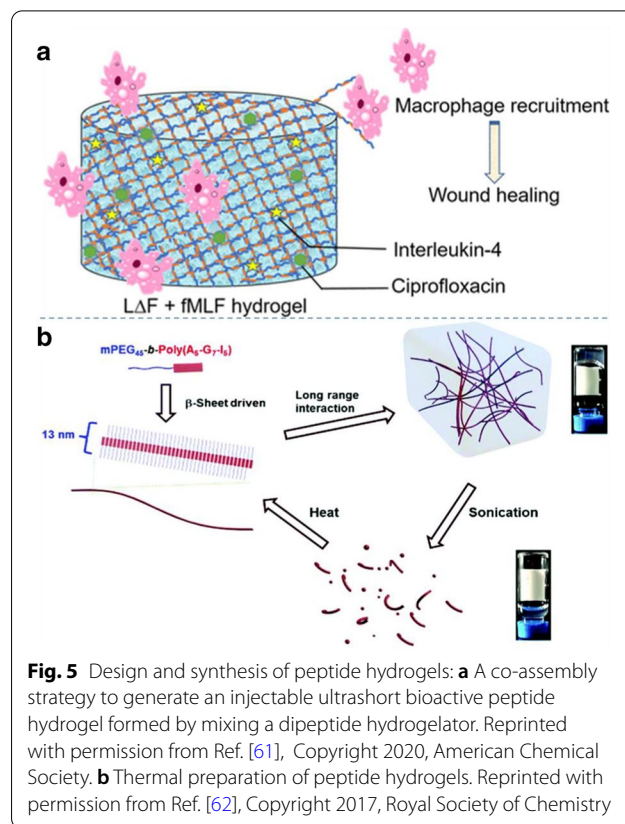 a
Macrophage recruitment
Wound healing
Interleukin-4
Ciprofloxacin
LΔF + fMLF hydrogel
b
mPEG₄₅-b-Poly(A₅-G₇-I₅)
β-Sheet driven
Long range
interaction
13 nm
Heat
Sonication
Fig. 5 Design and synthesis of peptide hydrogels: a A co-assembly
strategy to generate an injectable ultrashort bioactive peptide
hydrogel formed by mixing a dipeptide hydrogelator. Reprinted
with permission from Ref. [61], Copyright 2020, American Chemical
Society. b Thermal preparation of peptide hydrogels. Reprinted with
permission from Ref. [62], Copyright 2017, Royal Society of Chemistry